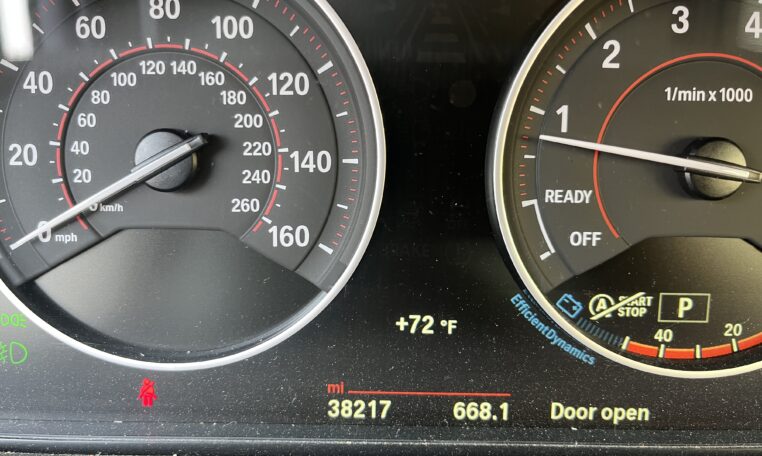 0 20 40 60 80 100 120 140 160
mph
20 40 60 80 100 120 140 160 180 200 220 240 260
km/h
1 2 3 4
1/min x 1000
READY
OFF
A START STOP
P
EfficientDynamics
40 20
+72 °F
mi
38217 668.1
Door open